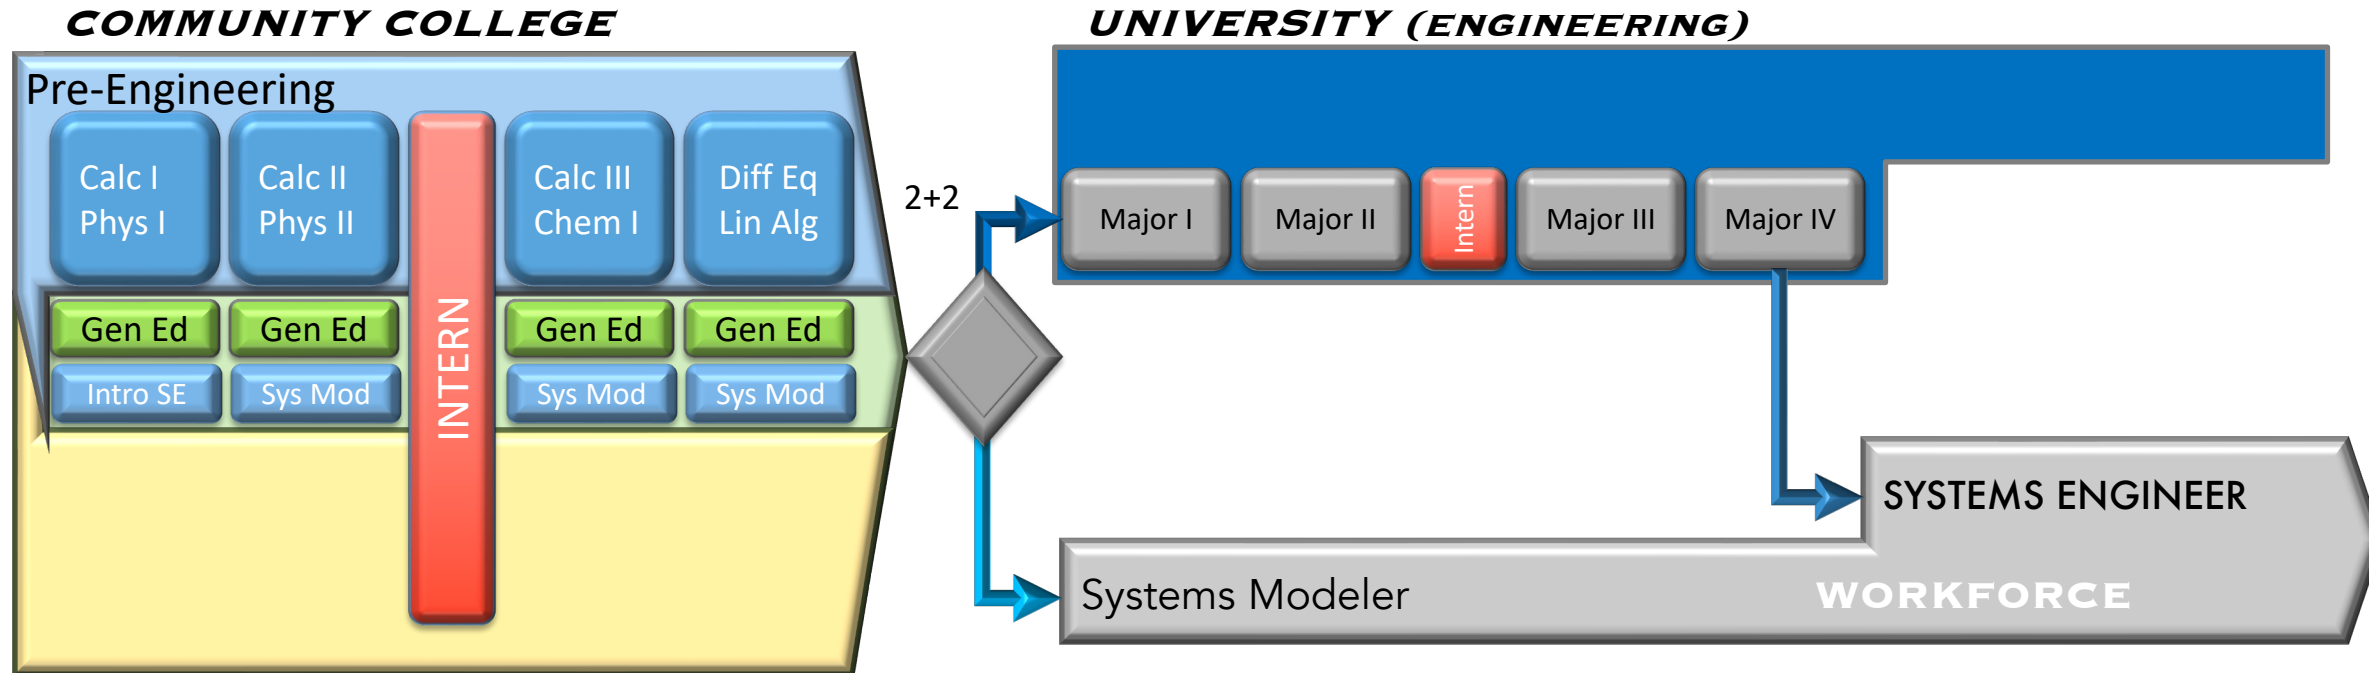 COMMUNITY COLLEGE
UNIVERSITY (ENGINEERING)
Pre-Engineering
Calc I
Phys I
Calc II
Phys II
Calc III
Chem I
Diff Eq
Lin Alg
INTERN
Gen Ed
Gen Ed
Gen Ed
Gen Ed
Intro SE
Sys Mod
Sys Mod
Sys Mod
2+2
Major I
Major II
Intern
Major III
Major IV
SYSTEMS ENGINEER
Systems Modeler
WORKFORCE